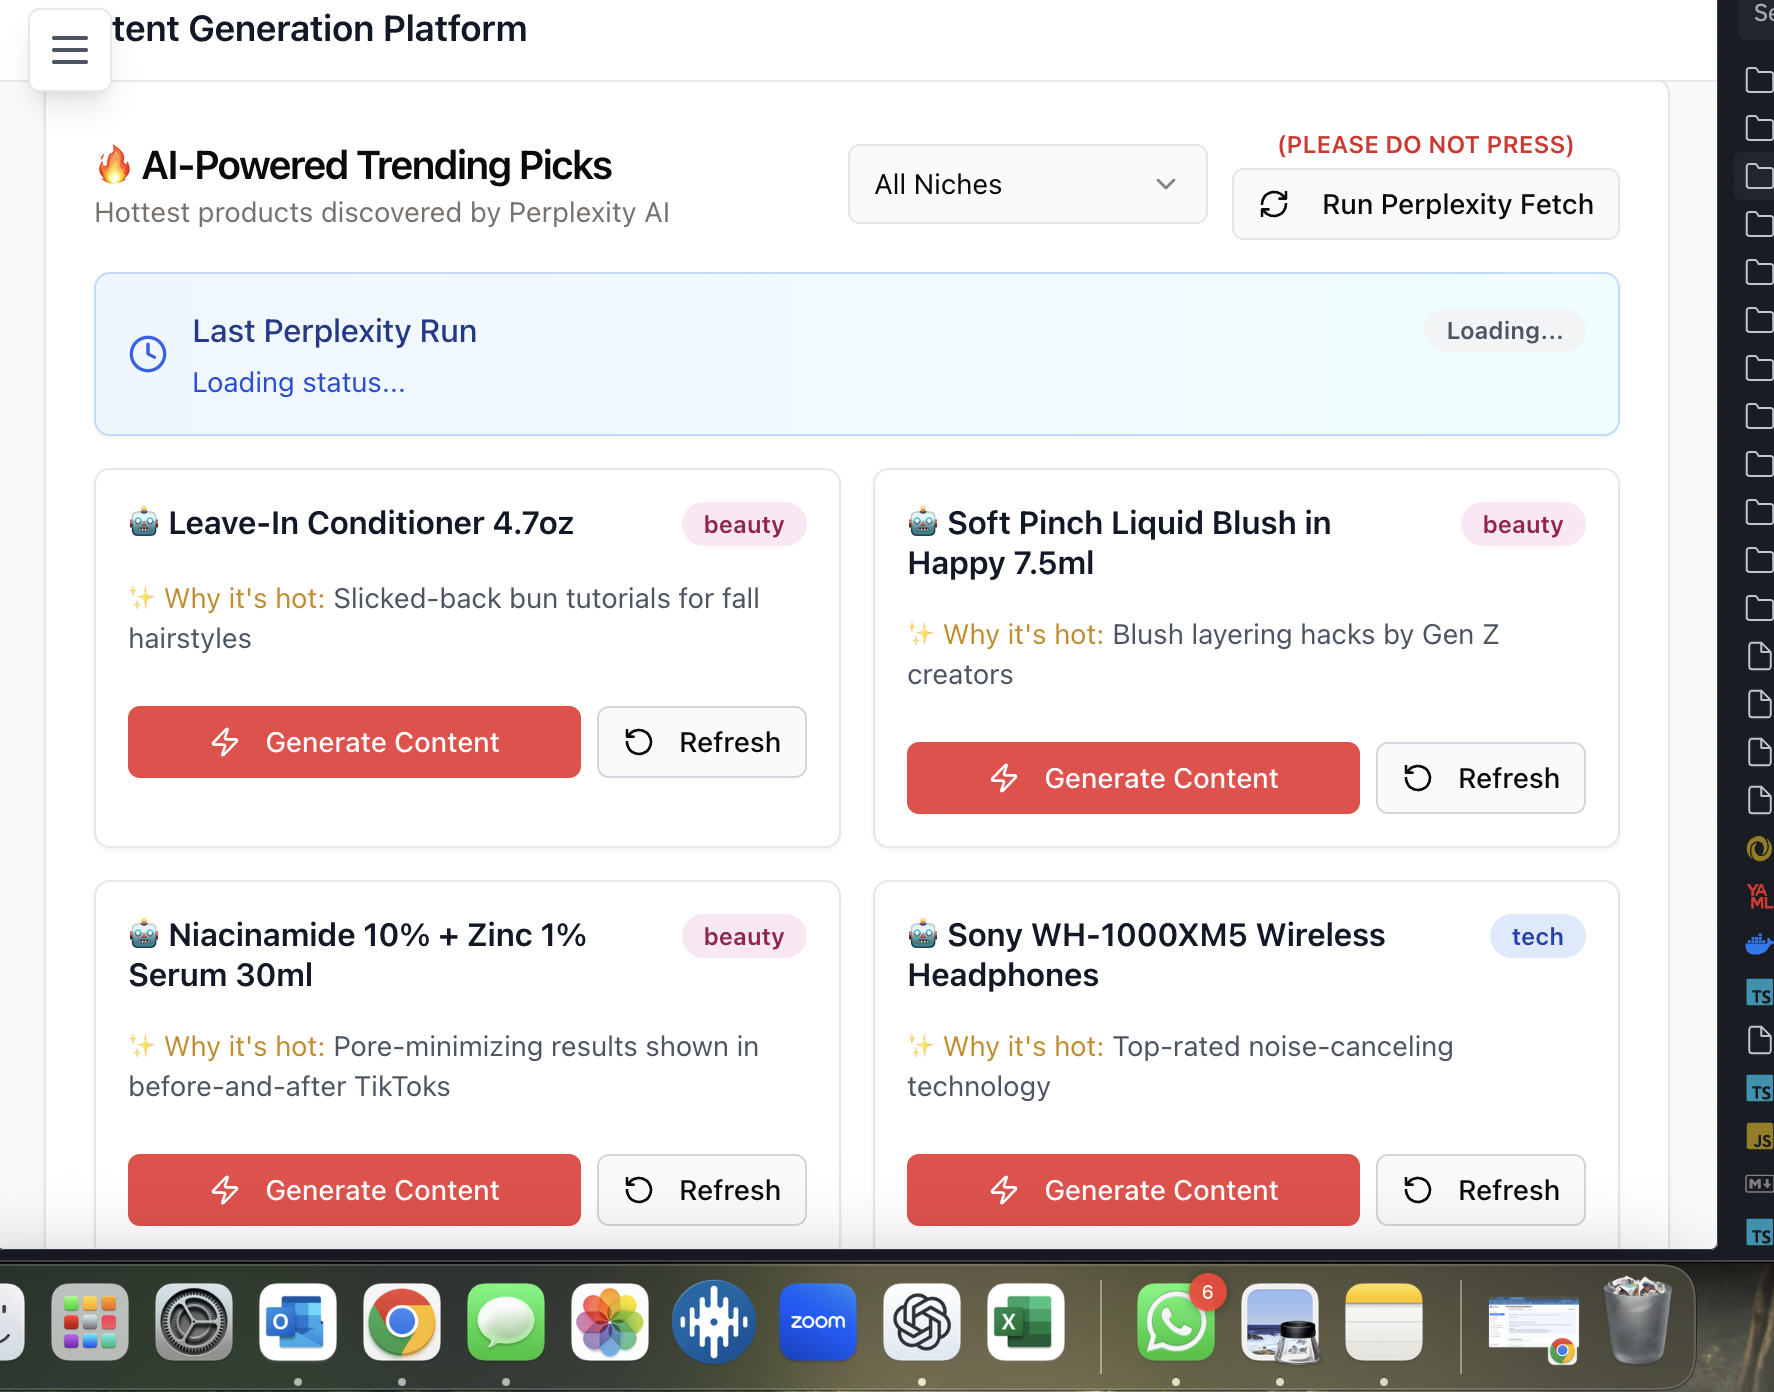 tent Generation Platform
🔥 AI-Powered Trending Picks
Hottest products discovered by Perplexity AI
All Niches
(PLEASE DO NOT PRESS)
Run Perplexity Fetch
Last Perplexity Run
Loading status...
Loading...
🤖 Leave-In Conditioner 4.7oz
beauty
✨ Why it's hot: Slicked-back bun tutorials for fall
hairstyles
Generate Content
Refresh
🤖 Soft Pinch Liquid Blush in
Happy 7.5ml
beauty
✨ Why it's hot: Blush layering hacks by Gen Z
creators
Generate Content
Refresh
🤖 Niacinamide 10% + Zinc 1%
Serum 30ml
beauty
✨ Why it's hot: Pore-minimizing results shown in
before-and-after TikToks
Generate Content
Refresh
🤖 Sony WH-1000XM5 Wireless
Headphones
tech
✨ Why it's hot: Top-rated noise-canceling
technology
Generate Content
Refresh
Se
YA
ML
TS
TS
JS
M↓
TS
O
zoom
X
6